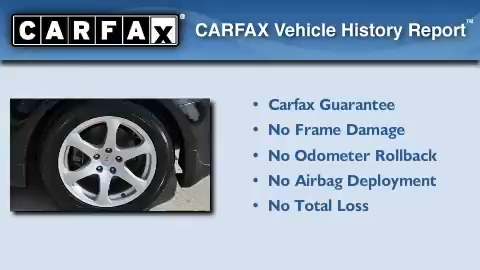 CARFAX
CARFAX Vehicle History Report™
• Carfax Guarantee
• No Frame Damage
• No Odometer Rollback
• No Airbag Deployment
• No Total Loss